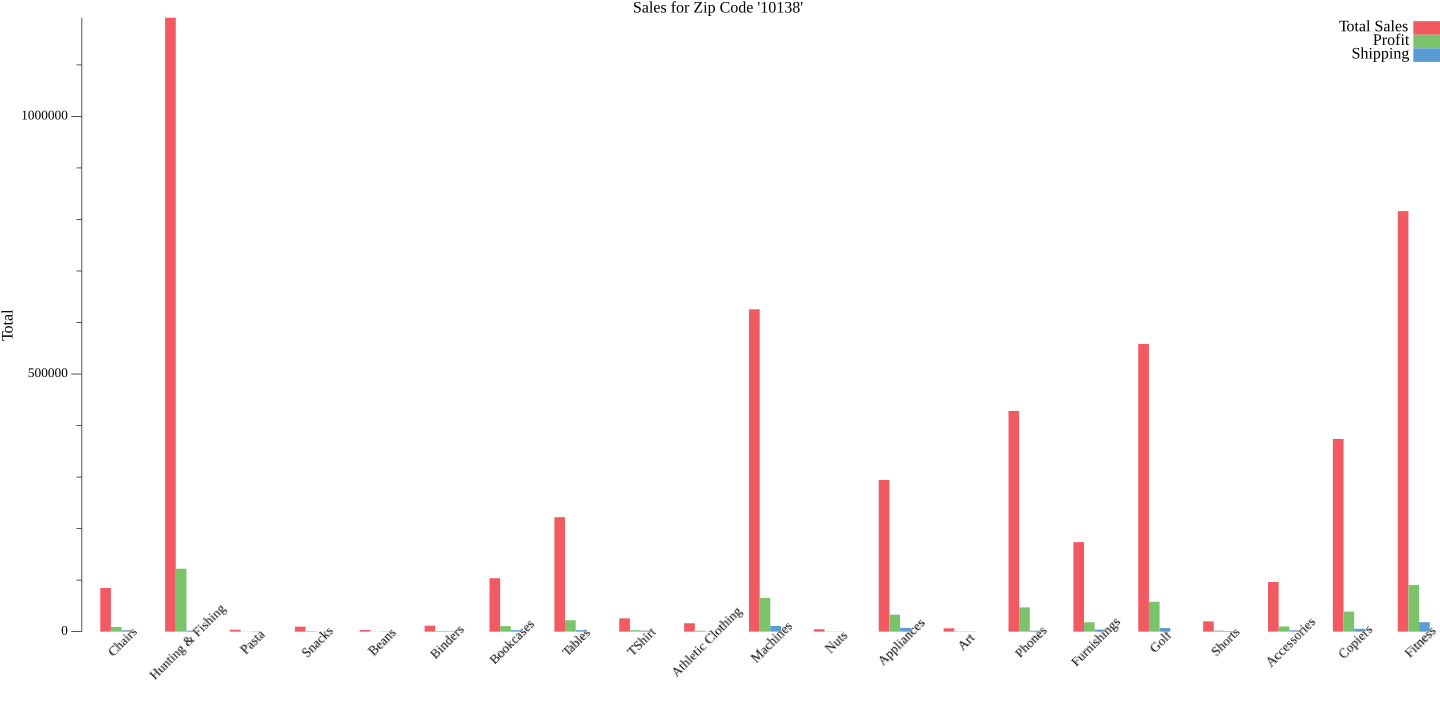 Sales for Zip Code '10138'
Total Sales
Profit
Shipping
1000000
500000
0
Total
Chairs
Hunting & Fishing
Pasta
Snacks
Beans
Binders
Bookcases
Tables
TShirt
Athletic Clothing
Machines
Nuts
Appliances
Art
Phones
Furnishings
Golf
Shorts
Accessories
Copiers
Fitness